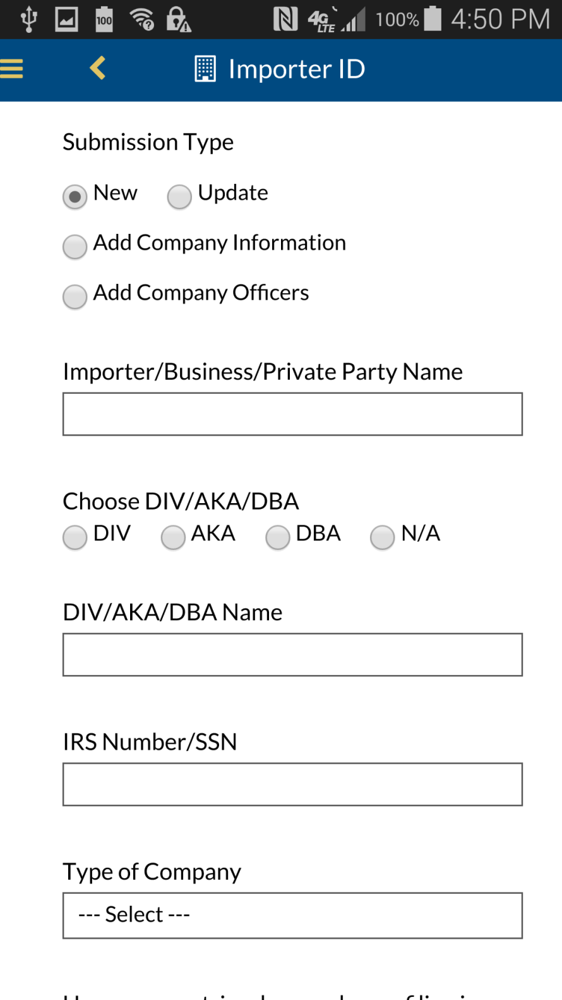 100 4G LTE 100% 4:50 PM
Importer ID
Submission Type
New Update
Add Company Information
Add Company Officers
Importer/Business/Private Party Name
Choose DIV/AKA/DBA
DIV AKA DBA N/A
DIV/AKA/DBA Name
IRS Number/SSN
Type of Company
--- Select ---